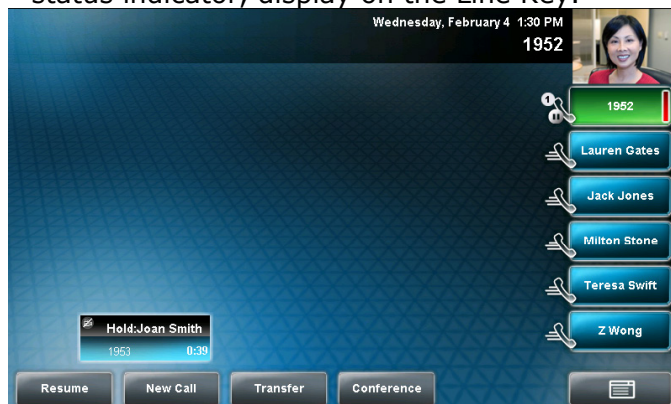 status indicator, display on the Line Key.
Wednesday, February 4 1:30 PM
1952
1
1952
Lauren Gates
Jack Jones
Milton Stone
Teresa Swift
Z Wong
Hold:Joan Smith
1953 0:39
Resume New Call Transfer Conference